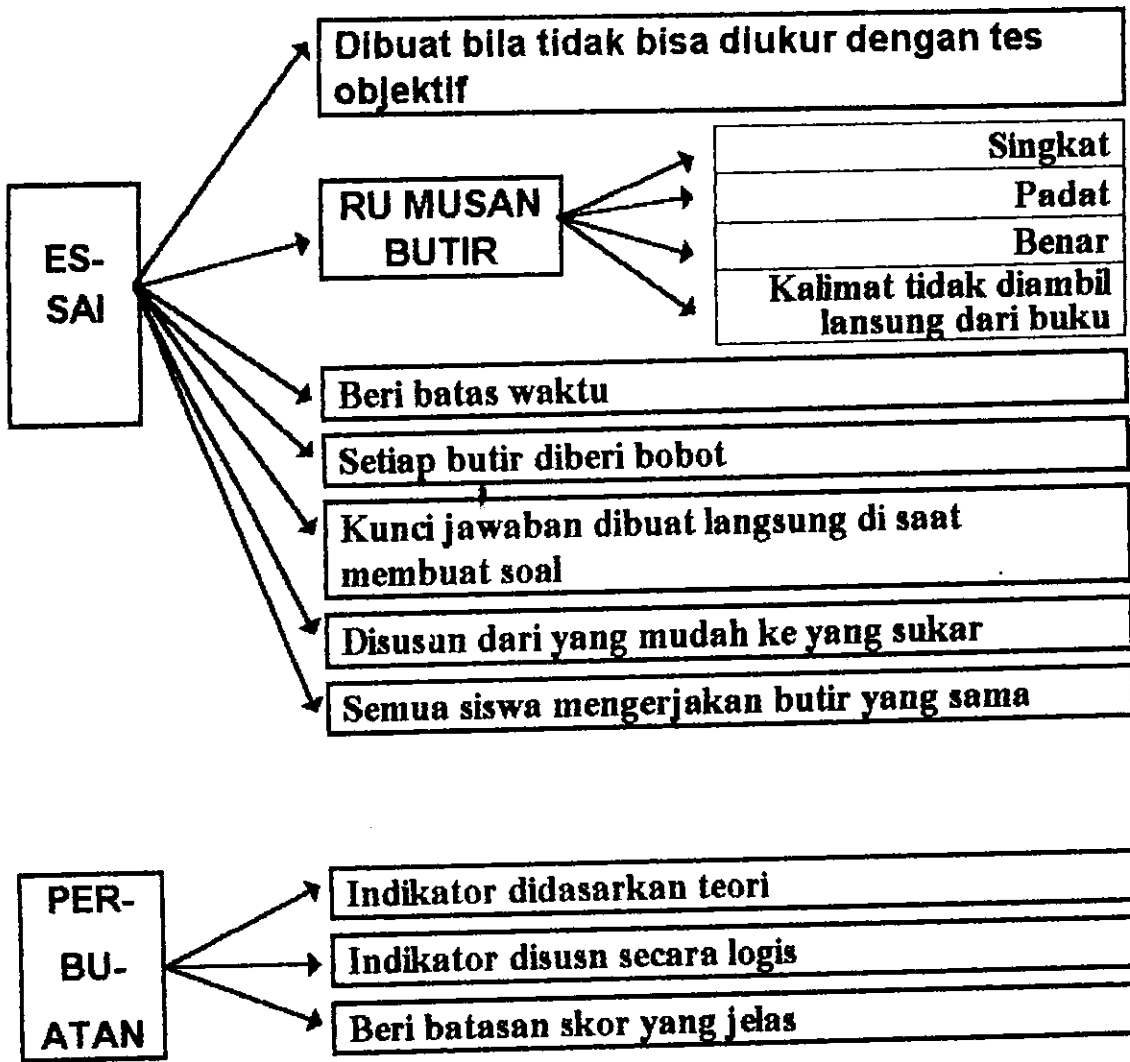 Dibuat bila tidak bisa diukur dengan tes
objektif
ES-
SAI
RU MUSAN
BUTIR
Singkat
Padat
Benar
Kalimat tidak diambil
lansung dari buku
Beri batas waktu
Setiap butir diberi bobot
Kunci jawaban dibuat langsung di saat
membuat soal
Disusun dari yang mudah ke yang sukar
Semua siswa mengerjakan butir yang sama
PER-
BU-
ATAN
Indikator didasarkan teori
Indikator disusn secara logis
Beri batasan skor yang jelas